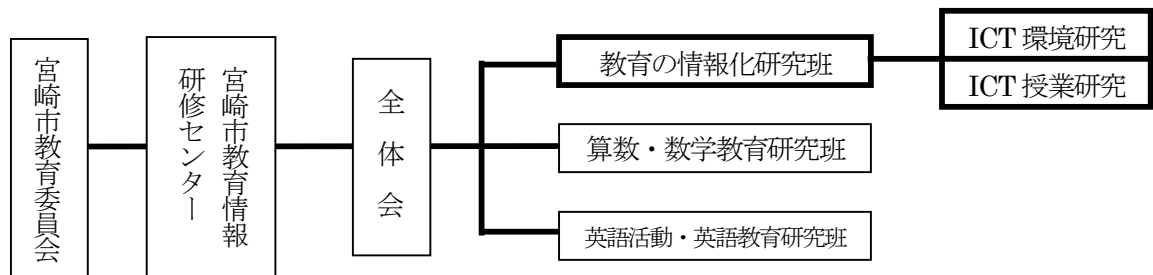 宮崎市教育委員会
宮崎市教育情報
研修センター
全体会
教育の情報化研究班
算数・数学教育研究班
英語活動・英語教育研究班
ICT 環境研究
ICT 授業研究